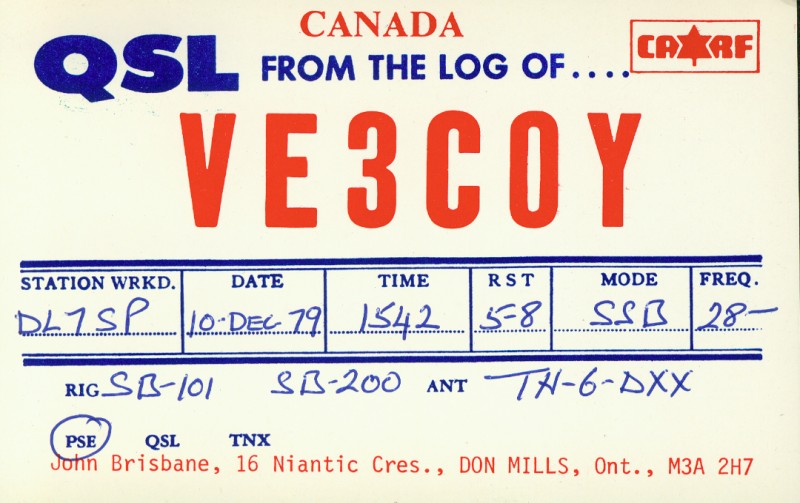 CANADA
QSL FROM THE LOG OF....
CARF
VE3COY
STATION WRKD. DATE TIME RST MODE FREQ.
DL7SP 10-DEC-79 1542 5-8 SSB 28-
RIG SB-101 SB-200 ANT TH-6-DXX
PSE QSL TNX
John Brisbane, 16 Niantic Cres., DON MILLS, Ont., M3A 2H7